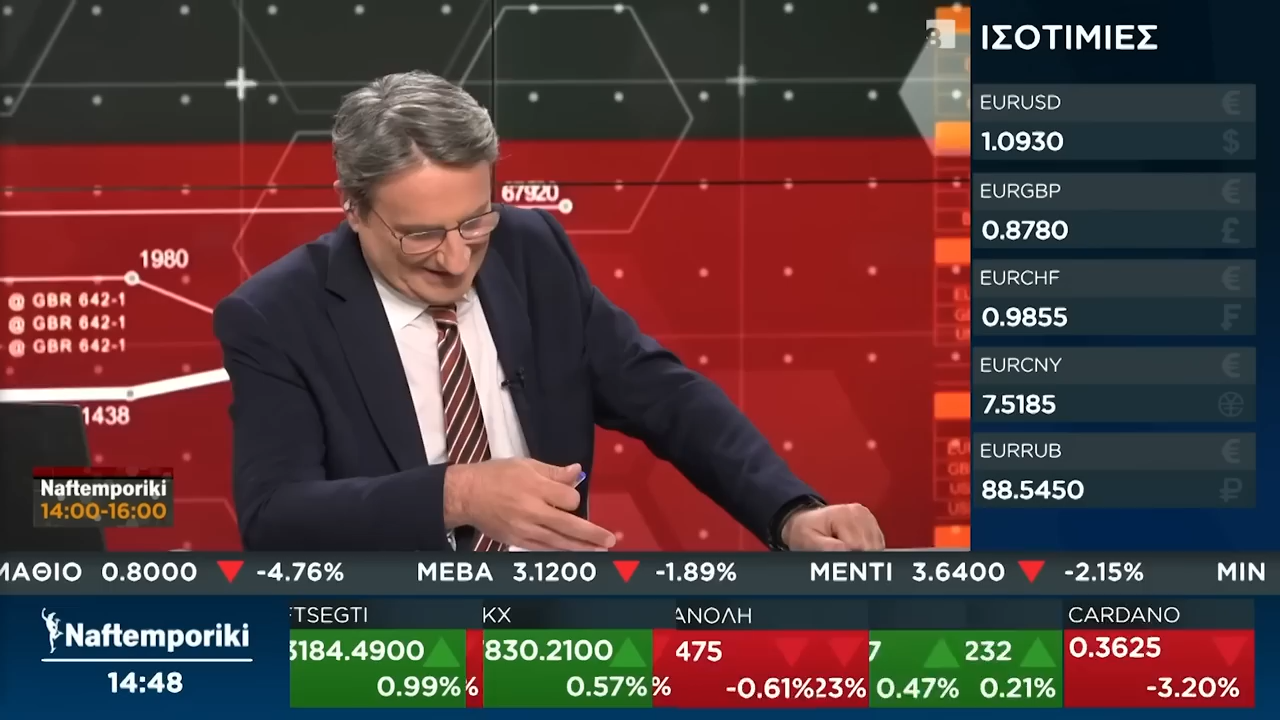 ΙΣΟΤΙΜΙΕΣ
EURUSD
1.0930
EURGBP
0.8780
EURCHF
0.9855
EURCNY
7.5185
EURRUB
88.5450
67920
1980
@ GBR 642-1
@ GBR 642-1
@ GBR 642-1
1438
Naftemporiki
14:00-16:00
ΜΑΘΙΟ 0.8000 -4.76% ΜΕΒΑ 3.1200 -1.89% ΜΕΝΤΙ 3.6400 -2.15% ΜΙΝ
Naftemporiki
14:48
FTSEGTI
3184.4900
0.99%
ΚΧ
830.2100
0.57%
ΑΝΟΛΗ
475
-0.61% 23%
7 232
0.47% 0.21%
CARDANO
0.3625
-3.20%